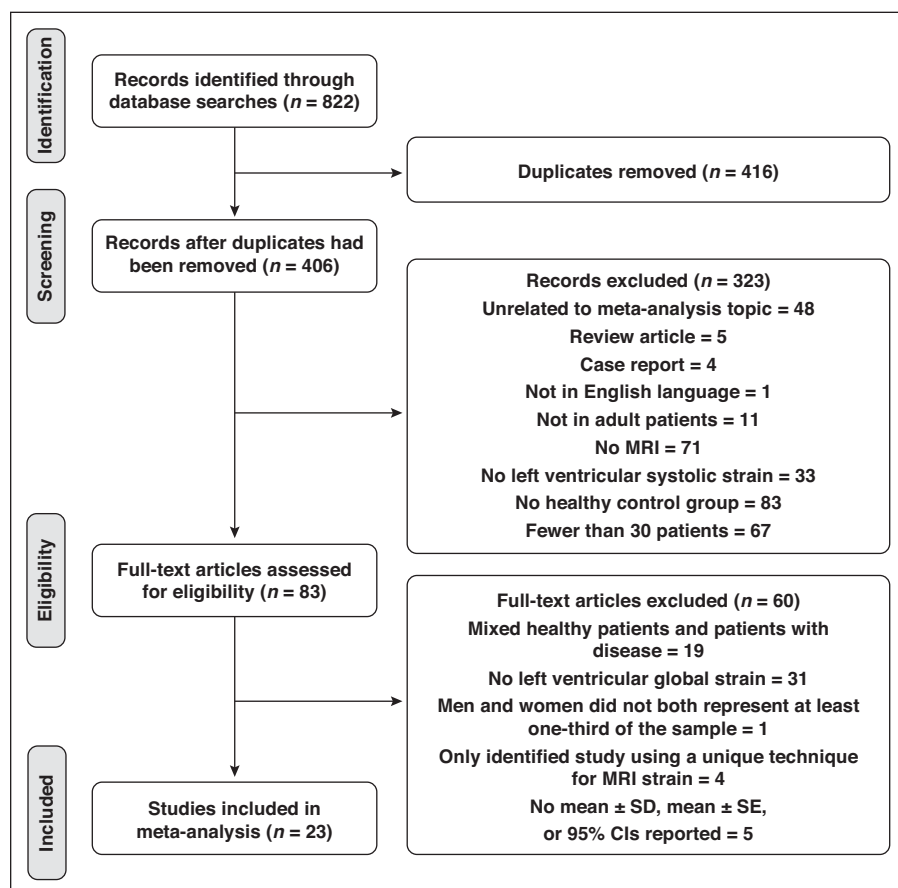 Identification
Records identified through
database searches (n = 822)
Duplicates removed (n = 416)
Screening
Records after duplicates had
been removed (n = 406)
Records excluded (n = 323)
Unrelated to meta-analysis topic = 48
Review article = 5
Case report = 4
Not in English language = 1
Not in adult patients = 11
No MRI = 71
No left ventricular systolic strain = 33
No healthy control group = 83
Fewer than 30 patients = 67
Eligibility
Full-text articles assessed
for eligibility (n = 83)
Full-text articles excluded (n = 60)
Mixed healthy patients and patients with
disease = 19
No left ventricular global strain = 31
Men and women did not both represent at least
one-third of the sample = 1
Only identified study using a unique technique
for MRI strain = 4
No mean ± SD, mean ± SE,
or 95% CIs reported = 5
Included
Studies included in
meta-analysis (n = 23)